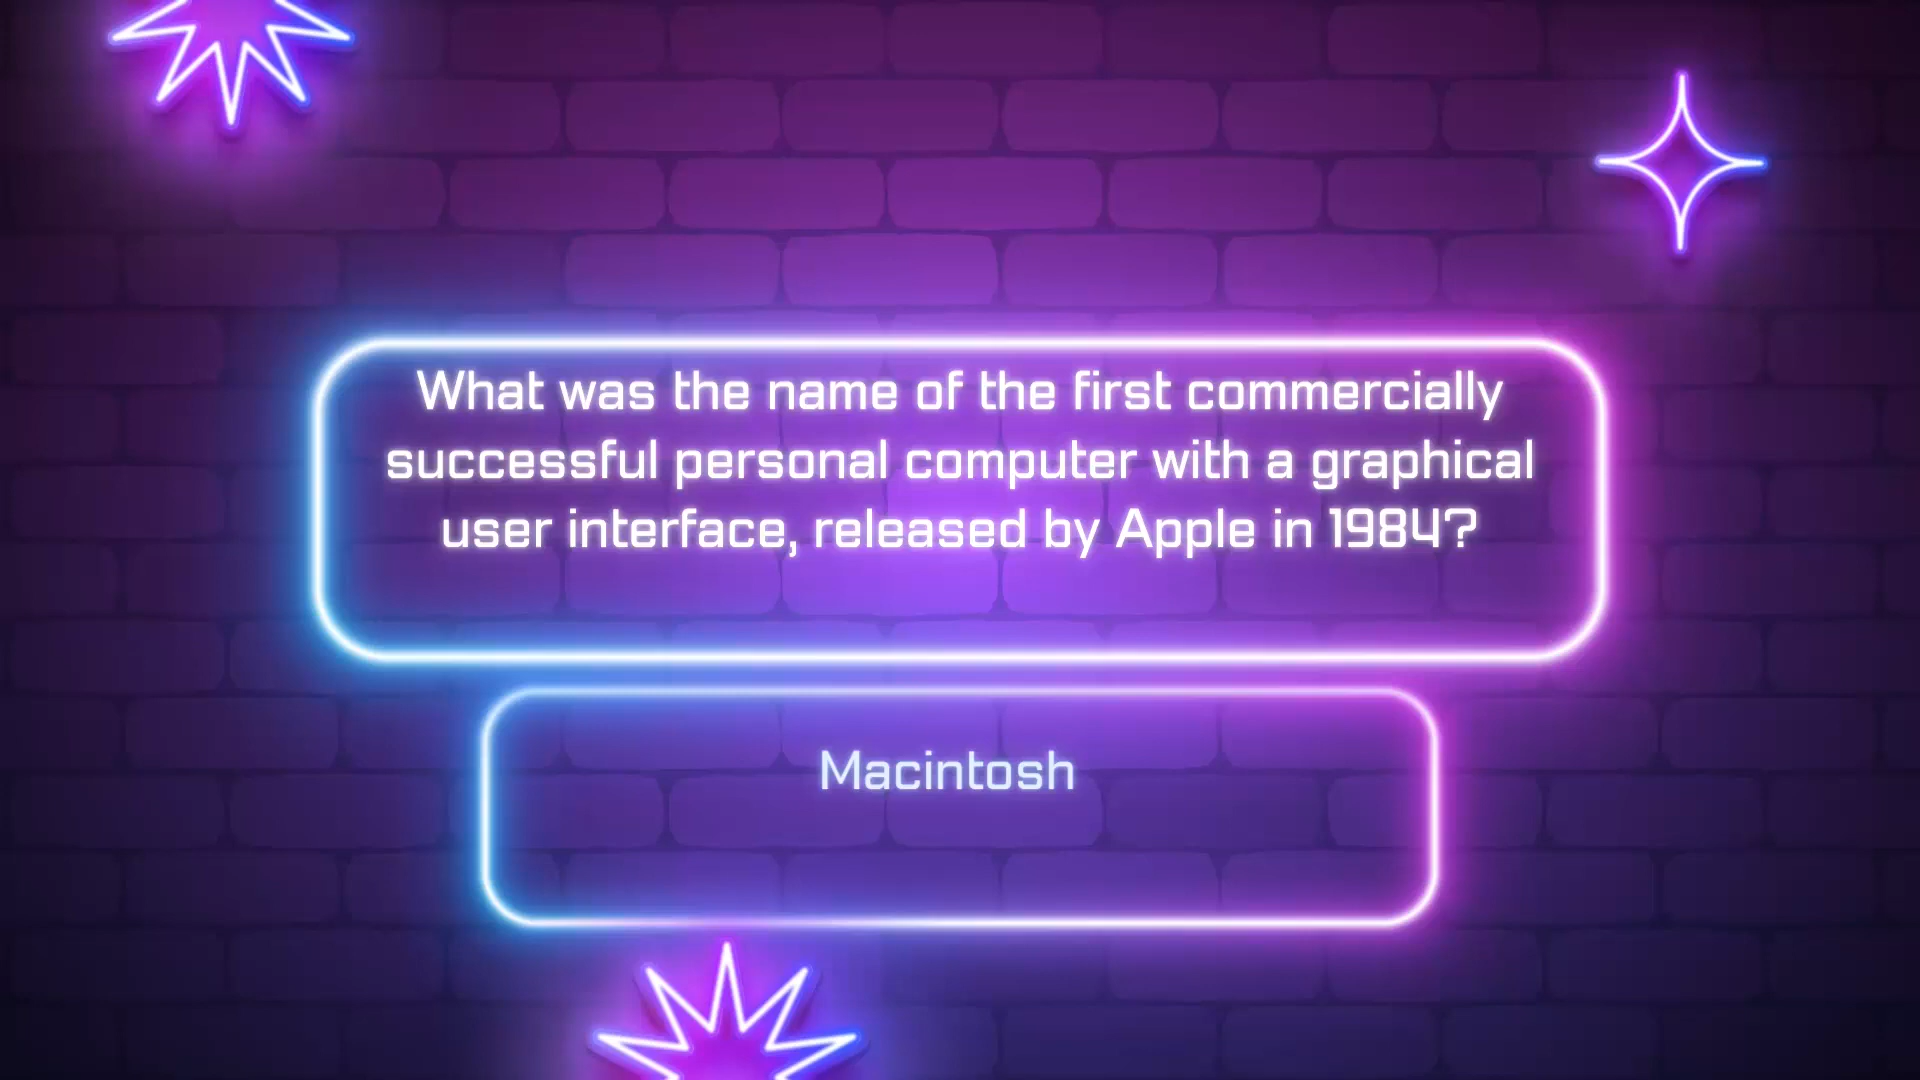 What was the name of the first commercially
successful personal computer with a graphical
user interface, released by Apple in 1984?
Macintosh